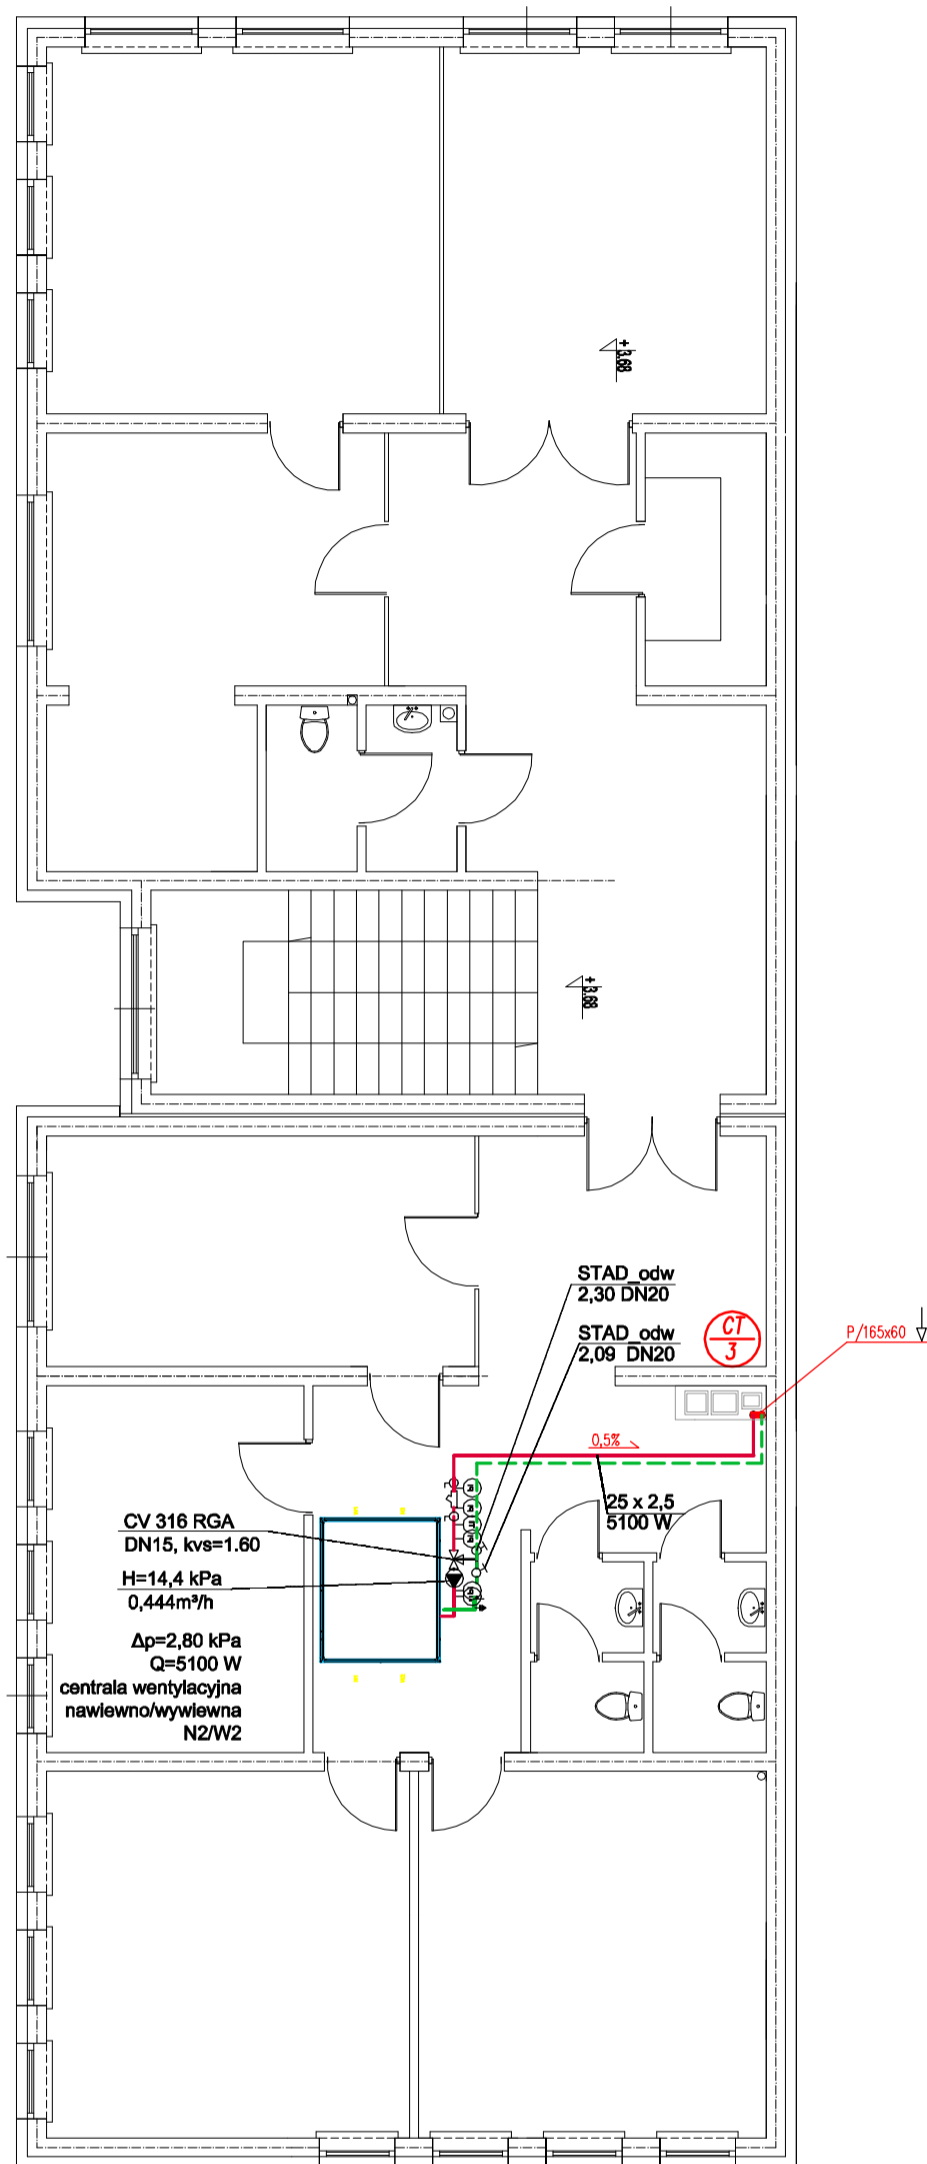 + 3.68
+ 3.68
STAD_odw
2,30 DN20
STAD_odw
2,09 DN20
CT
3
P/165x60
0,5%
25 x 2,5
5100 W
CV 316 RGA
DN15, kvs=1.60
H=14,4 kPa
0,444m³/h
Δp=2,80 kPa
Q=5100 W
centrala wentylacyjna
nawiewno/wywiewna
N2/W2